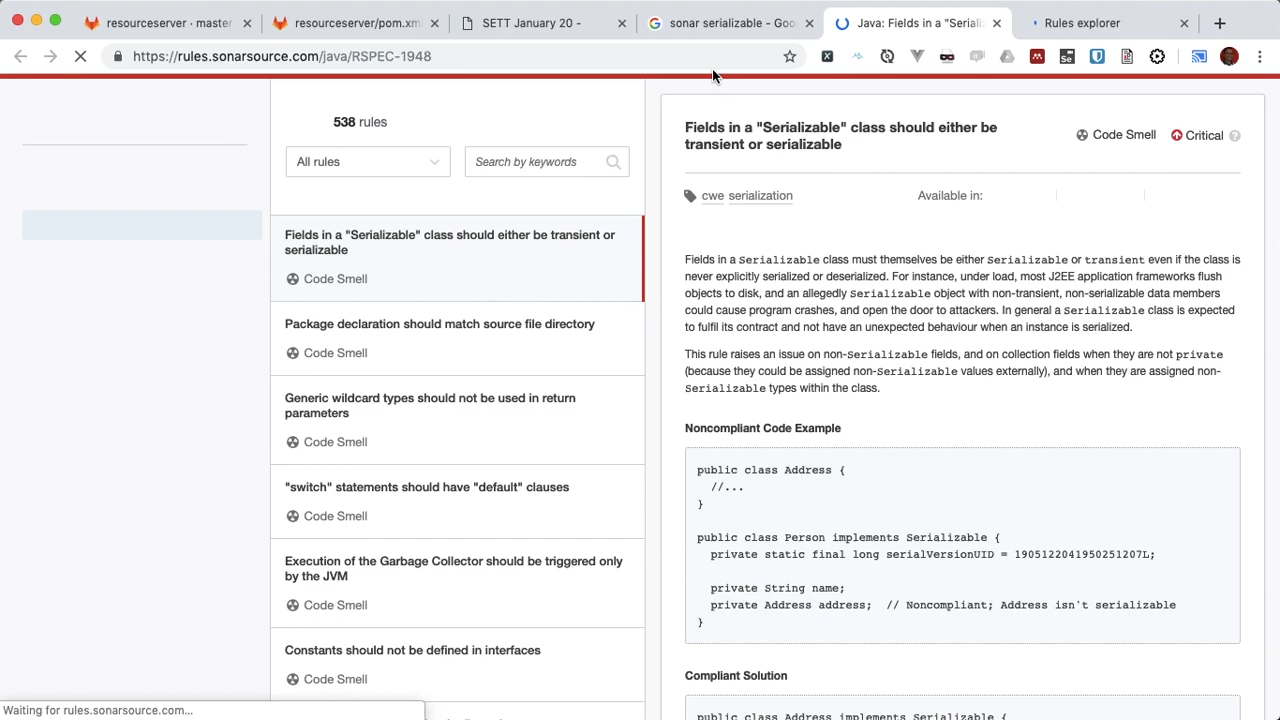 resourceserver · master
resourceserver/pom.xml
SETT January 20 -
sonar serializable - Goo
Java: Fields in a "Seriali
Rules explorer
https://rules.sonarsource.com/java/RSPEC-1948
538 rules
All rules
Search by keywords
Fields in a "Serializable" class should either be transient or
serializable
Code Smell
Package declaration should match source file directory
Code Smell
Generic wildcard types should not be used in return
parameters
Code Smell
"switch" statements should have "default" clauses
Code Smell
Execution of the Garbage Collector should be triggered only
by the JVM
Code Smell
Constants should not be defined in interfaces
Code Smell
Fields in a "Serializable" class should either be
transient or serializable
Code Smell
Critical
cwe serialization
Available in:
Fields in a Serializable class must themselves be either Serializable or transient even if the class is
never explicitly serialized or deserialized. For instance, under load, most J2EE application frameworks flush
objects to disk, and an allegedly Serializable object with non-transient, non-serializable data members
could cause program crashes, and open the door to attackers. In general a Serializable class is expected
to fulfil its contract and not have an unexpected behaviour when an instance is serialized.
This rule raises an issue on non-Serializable fields, and on collection fields when they are not private
(because they could be assigned non-Serializable values externally), and when they are assigned non-
Serializable types within the class.
Noncompliant Code Example
public class Address {
//...
}
public class Person implements Serializable {
private static final long serialVersionUID = 1905122041950251207L;
private String name;
private Address address; // Noncompliant; Address isn't serializable
}
Compliant Solution
public class Address implements Serializable {
Waiting for rules.sonarsource.com...